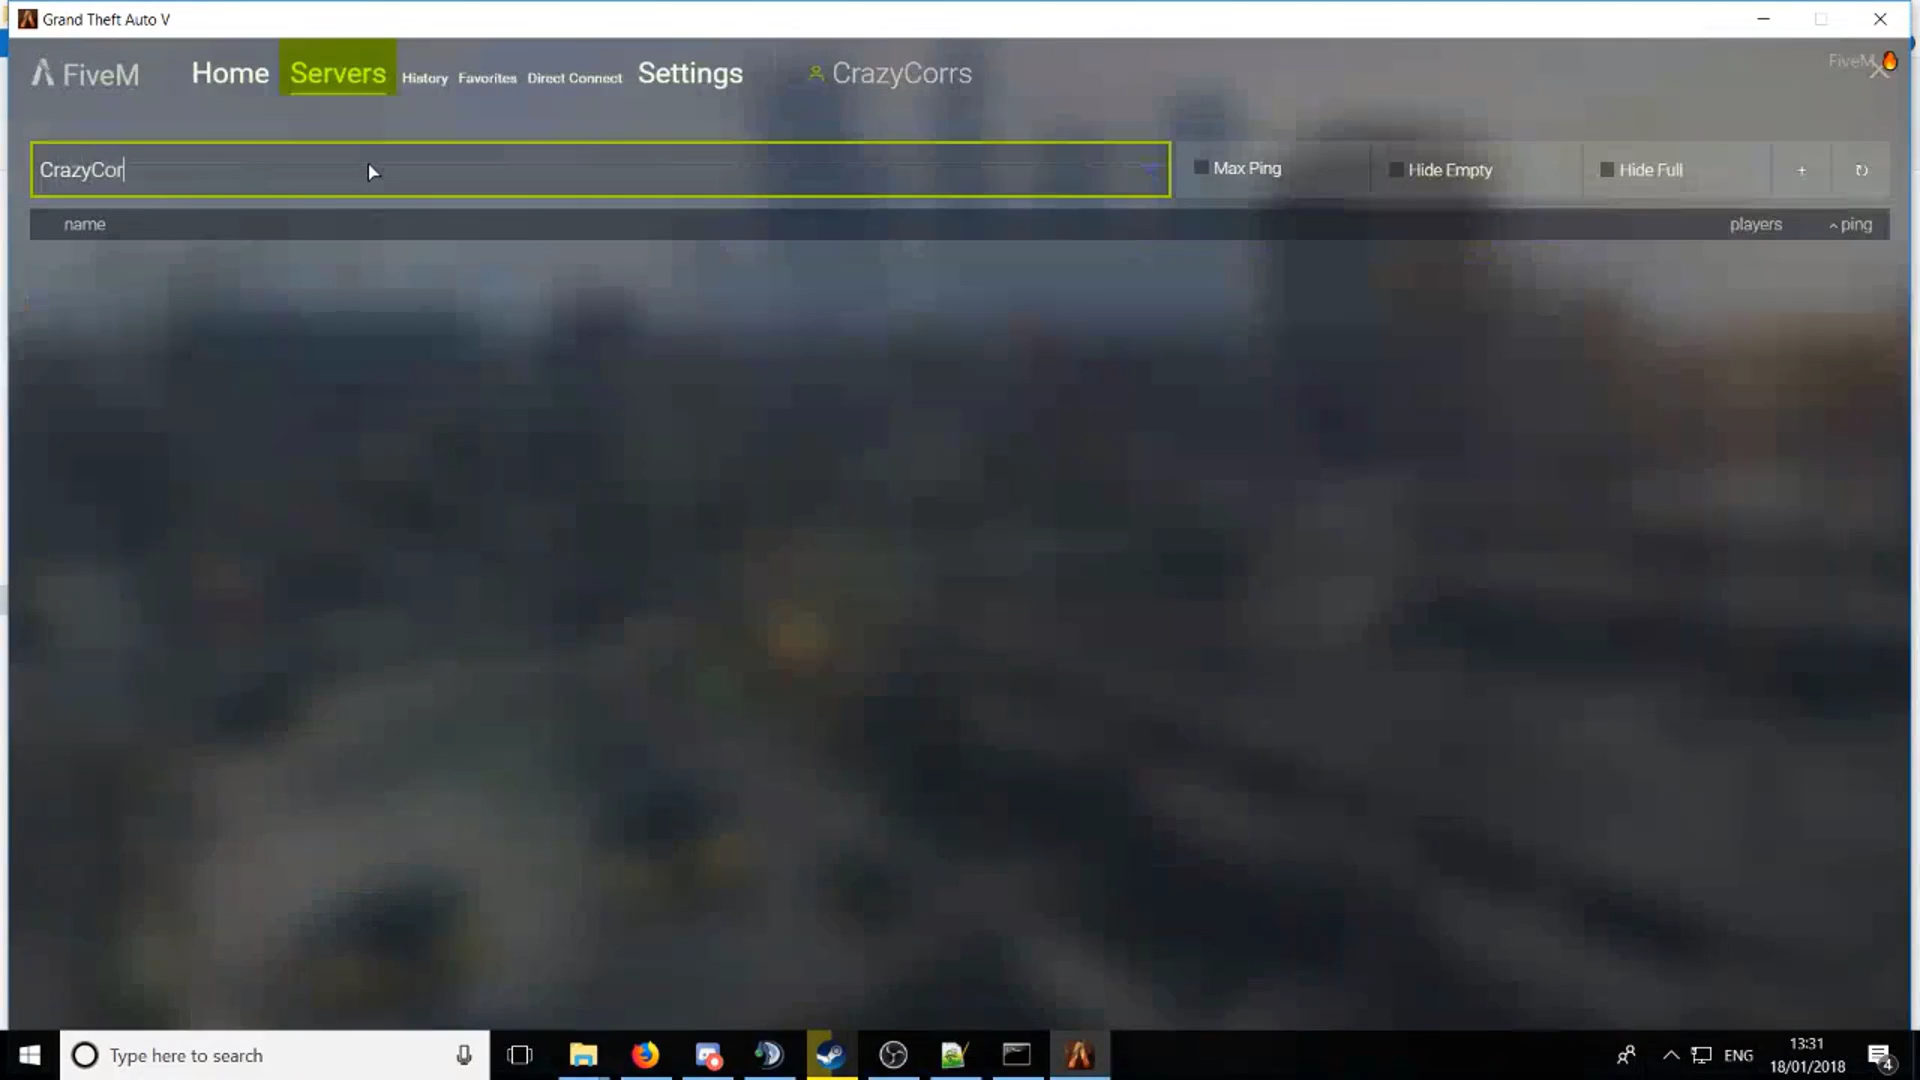 Grand Theft Auto V
FiveM Home Servers History Favorites Direct Connect Settings CrazyCorrs FiveM
CrazyCor Max Ping Hide Empty Hide Full +
name players ping
Type here to search ENG 13:31
18/01/2018 4